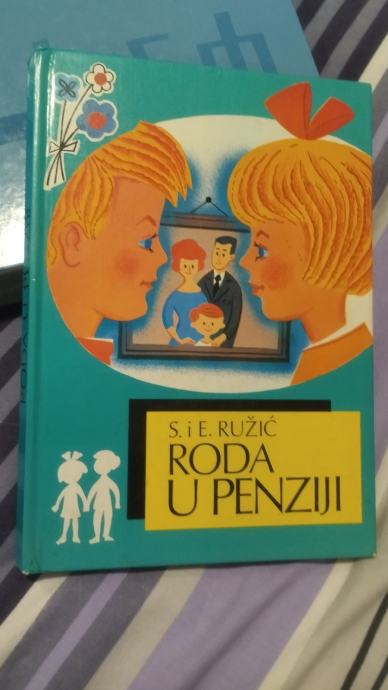 S. i E. RUŽIĆ
RODA
U PENZIJI